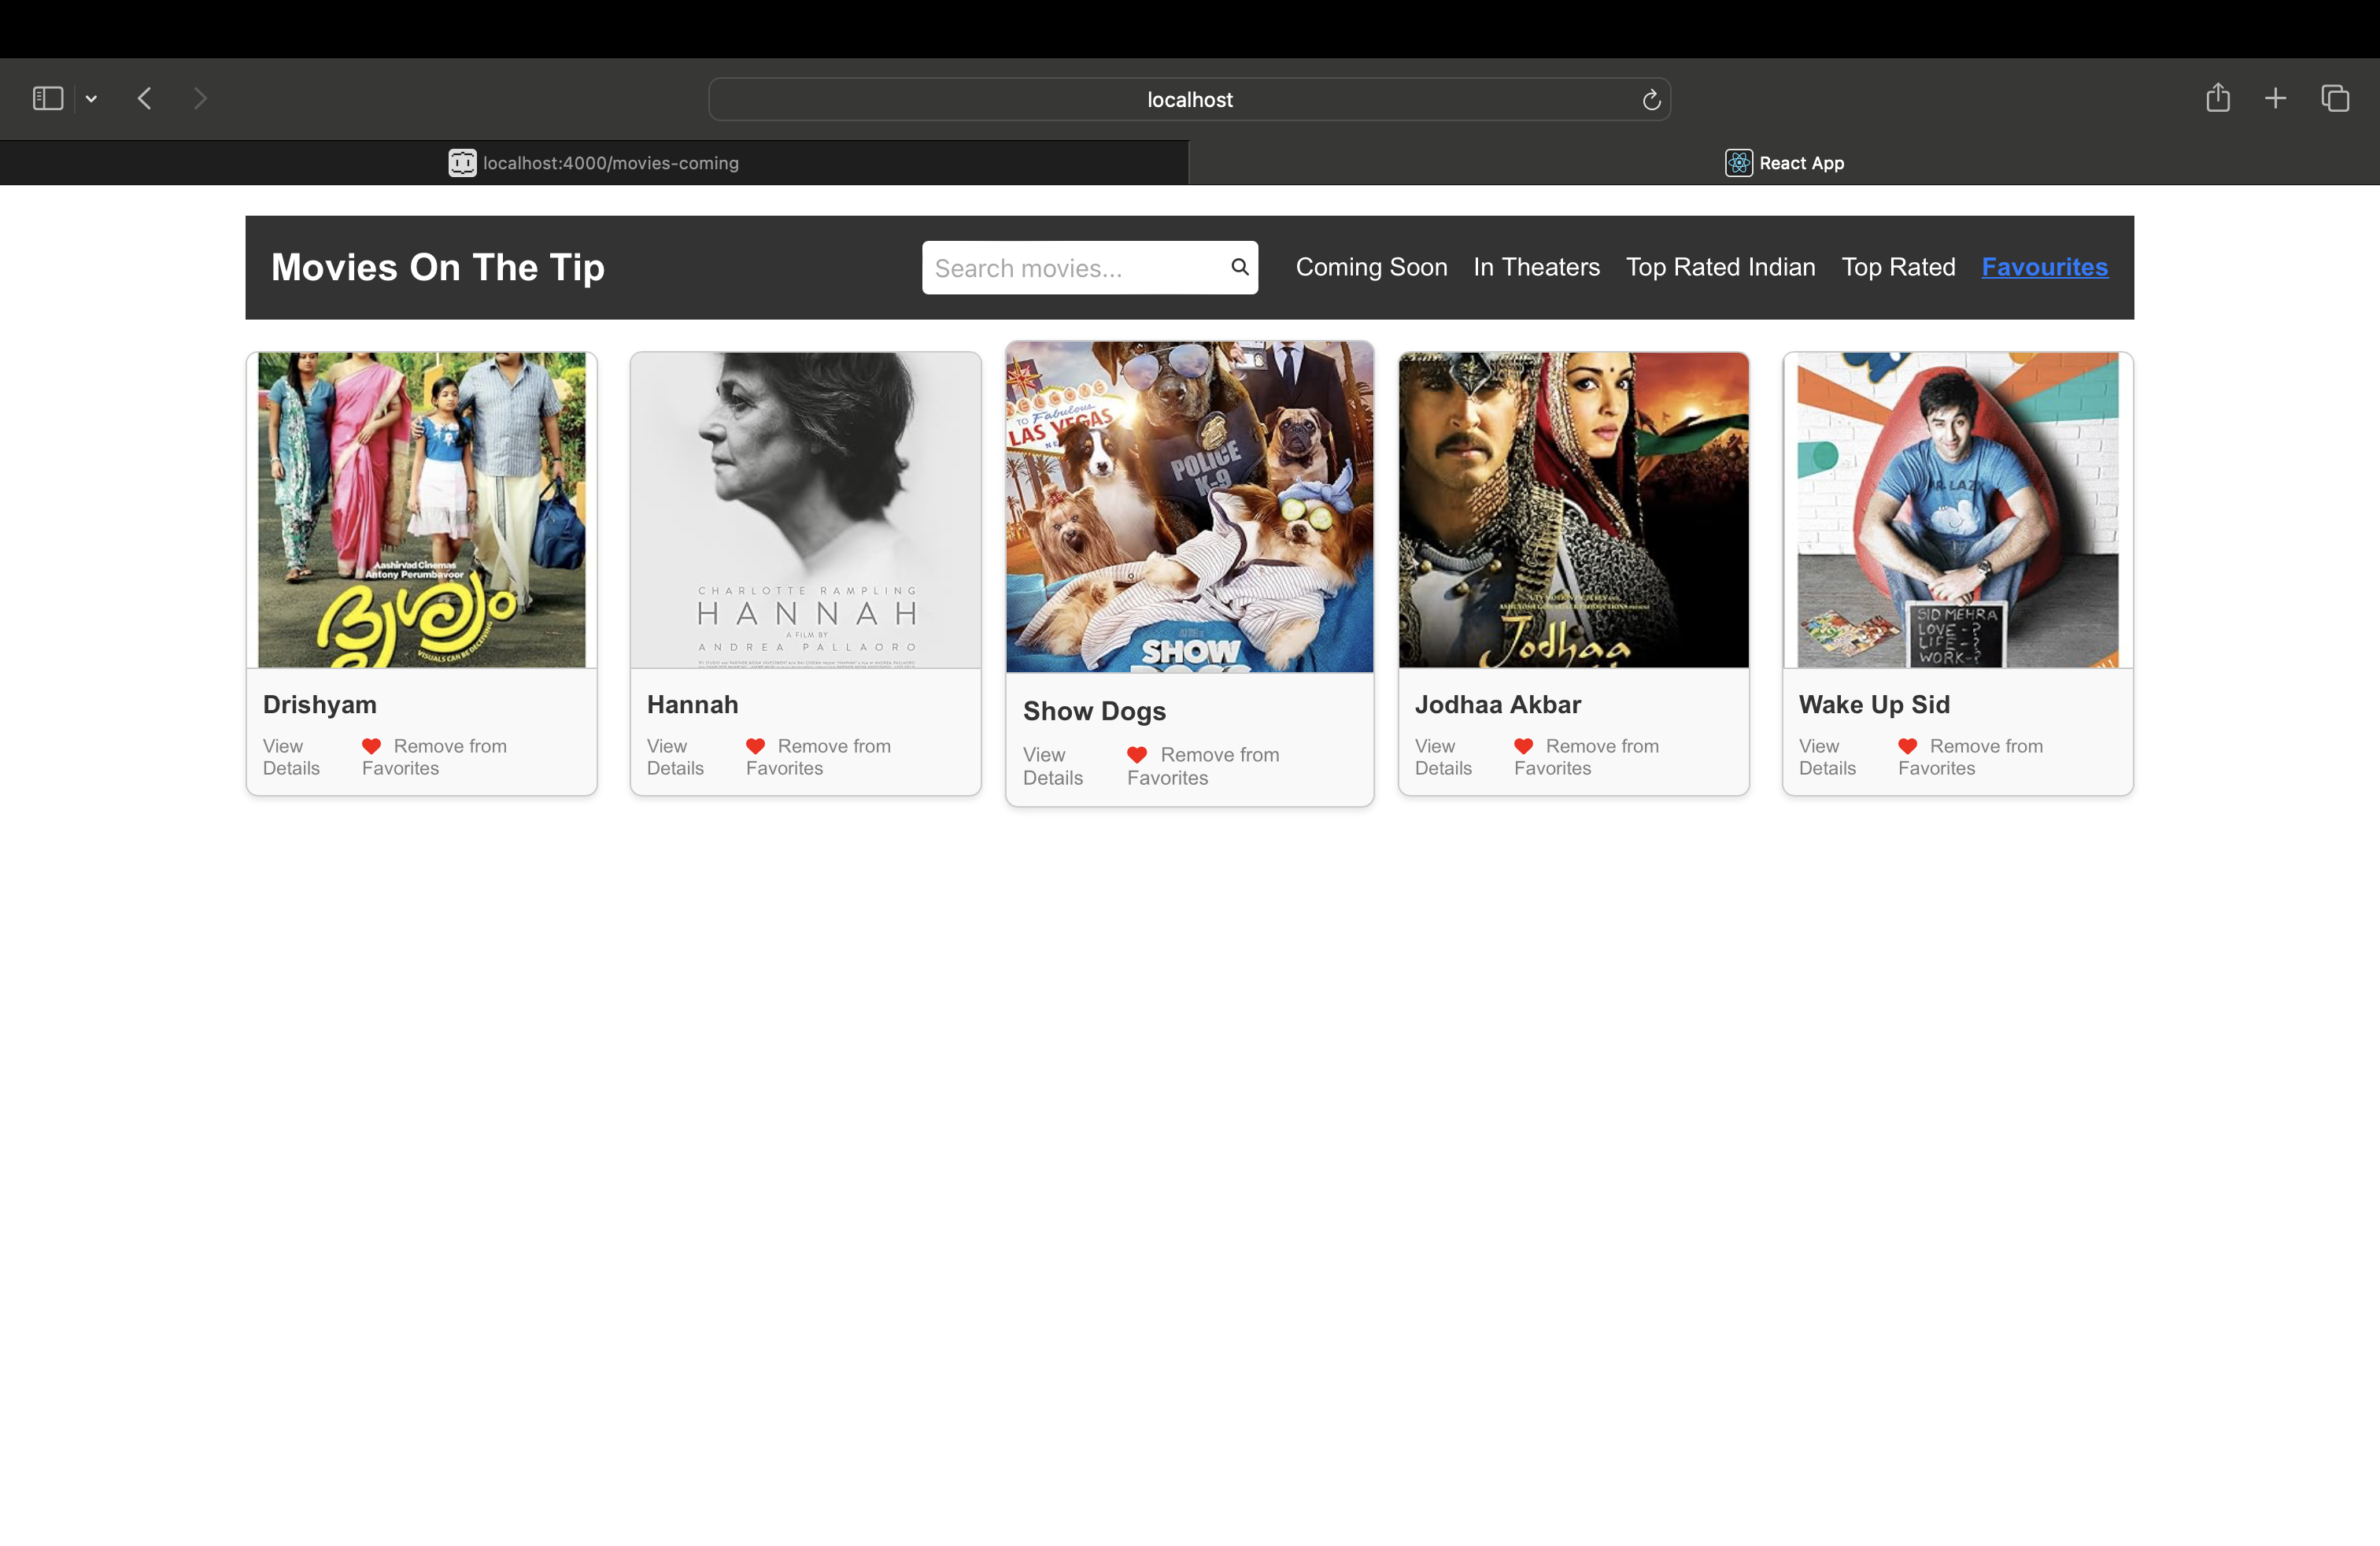 localhost
localhost:4000/movies-coming
React App
Movies On The Tip
Search movies...
Coming Soon
In Theaters
Top Rated Indian
Top Rated
Favourites
Aashirvad Cinemas
Antony Perumbavoor
ദൃശ്യം
VISUALS CAN BE DECEIVING
CHARLOTTE RAMPLING
HANNAH
A FILM BY
ANDREA PALLAORO
WELCOME
TO Fabulous
LAS VEGAS
POLICE
K-9
SHOW
Jodhaa
MR. LAZY
SID MEHRA
LOVE -?
LIFE -?
WORK-?
Drishyam
View
Details
Remove from
Favorites
Hannah
View
Details
Remove from
Favorites
Show Dogs
View
Details
Remove from
Favorites
Jodhaa Akbar
View
Details
Remove from
Favorites
Wake Up Sid
View
Details
Remove from
Favorites